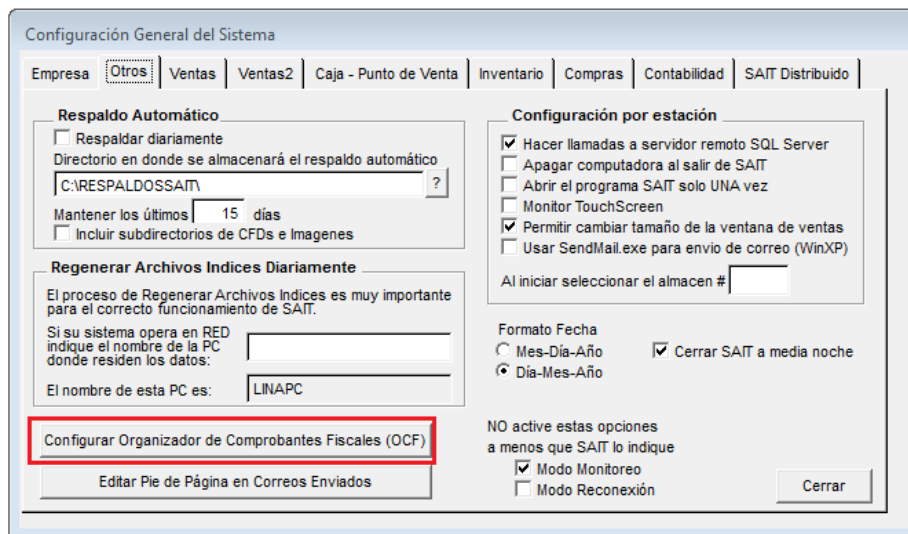 Configuración General del Sistema
Empresa Otros Ventas Ventas2 Caja - Punto de Venta Inventario Compras Contabilidad SAIT Distribuido
Respaldo Automático
Respaldar diariamente
Directorio en donde se almacenará el respaldo automático
C:\RESPALDOSSAIT\ ?
Mantener los últimos 15 días
Incluir subdirectorios de CFDs e Imagenes
Regenerar Archivos Indices Diariamente
El proceso de Regenerar Archivos Indices es muy importante
para el correcto funcionamiento de SAIT.
Si su sistema opera en RED
indique el nombre de la PC
donde residen los datos:
El nombre de esta PC es: LINAPC
Configurar Organizador de Comprobantes Fiscales (OCF)
Editar Pie de Página en Correos Enviados
Configuración por estación
Hacer llamadas a servidor remoto SQL Server
Apagar computadora al salir de SAIT
Abrir el programa SAIT solo UNA vez
Monitor TouchScreen
Permitir cambiar tamaño de la ventana de ventas
Usar SendMail.exe para envio de correo (WinXP)
Al iniciar seleccionar el almacen #
Formato Fecha
Mes-Día-Año Cerrar SAIT a media noche
Día-Mes-Año
NO active estas opciones
a menos que SAIT lo indique
Modo Monitoreo
Modo Reconexión
Cerrar